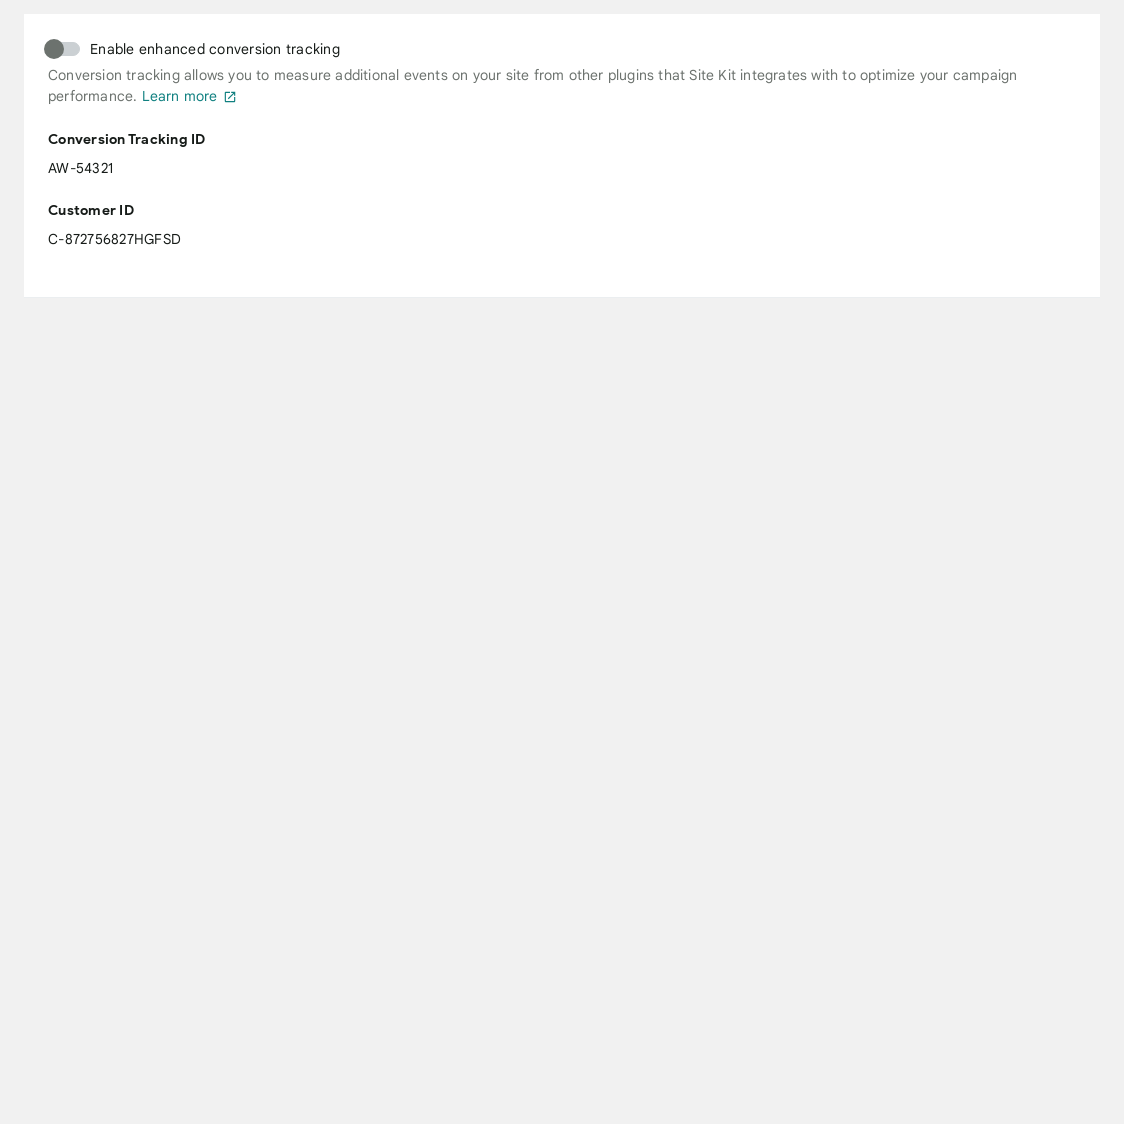 Enable enhanced conversion tracking
Conversion tracking allows you to measure additional events on your site from other plugins that Site Kit integrates with to optimize your campaign
performance. Learn more
Conversion Tracking ID
AW-54321
Customer ID
C-872756827HGFSD